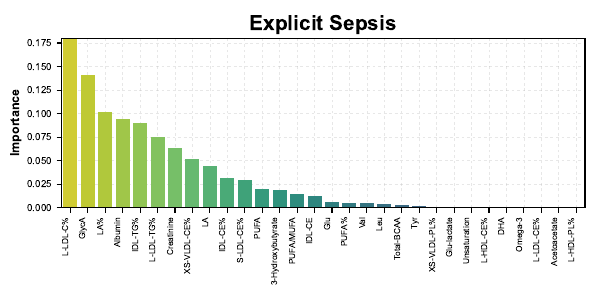 Explicit Sepsis
Importance
0.175
0.150
0.125
0.100
0.075
0.050
0.025
0.000
L-LDL-C%
GlycA
LA%
Albumin
IDL-TG%
L-LDL-TG%
Creatinine
XS-VLDL-CE%
LA
IDL-CE%
S-LDL-CE%
PUFA
3-Hydroxybutyrate
PUFA/MUFA
IDL-CE
Glu
PUFA%
Val
Leu
Total-BCAA
Tyr
XS-VLDL-PL%
Glu-lactate
Unsaturation
L-HDL-CE%
DHA
Omega-3
L-LDL-CE%
Acetoacetate
L-HDL-PL%